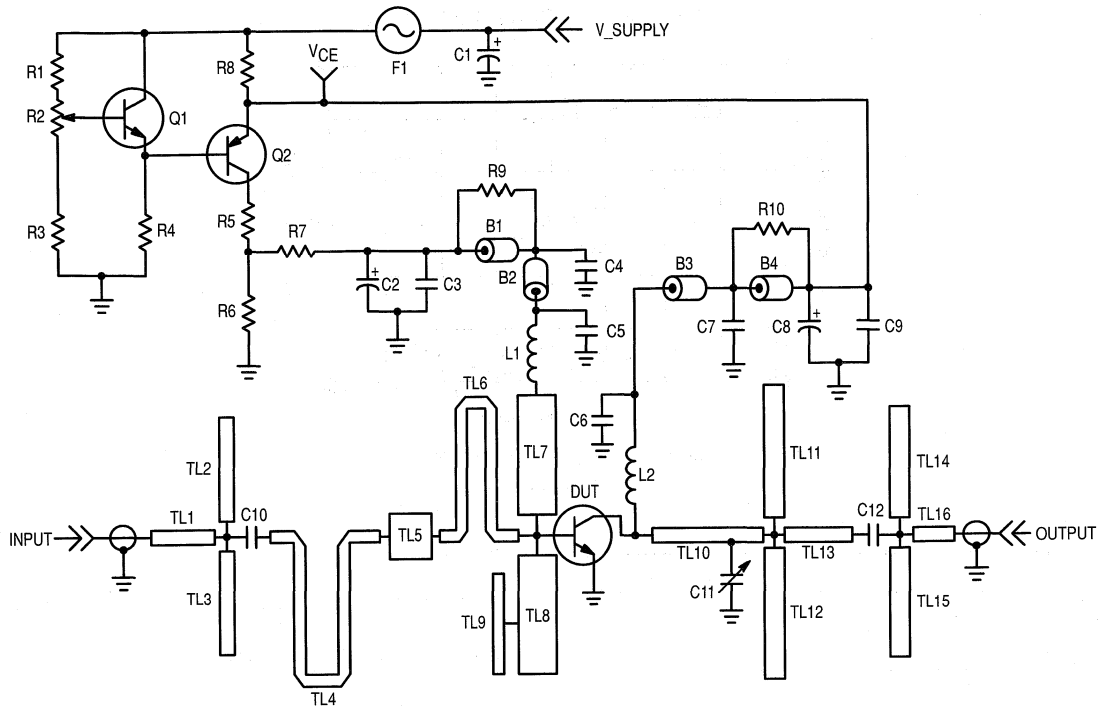 V_SUPPLY
F1
C1
+
R1
R8
VCE
R2
Q1
Q2
R9
R3
R4
R5
R7
B1
R10
+
C2
C3
B2
C4
B3
B4
R6
C5
C7
C8
+
C9
L1
TL6
C6
TL7
TL11
TL2
TL14
L2
DUT
TL1
C10
C12
TL16
INPUT
TL5
OUTPUT
TL10
TL13
TL3
C11
TL9
TL8
TL12
TL15
TL4